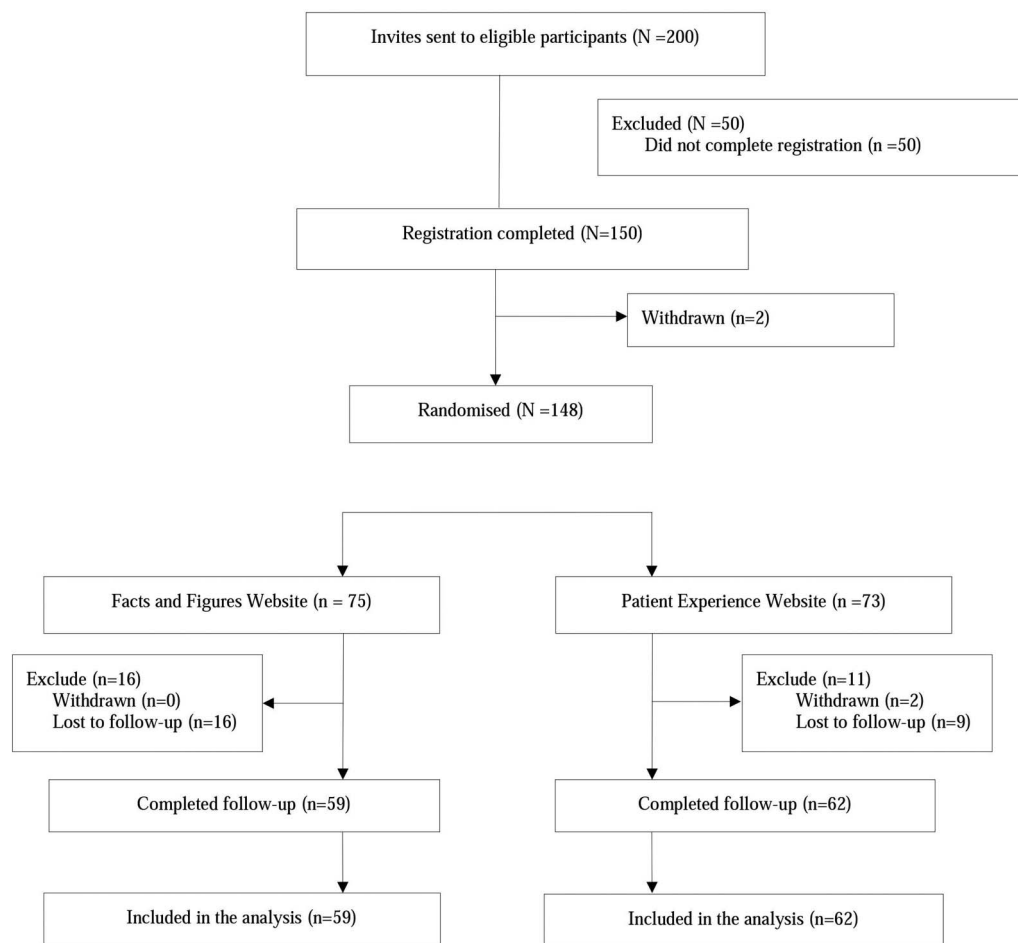 Invites sent to eligible participants (N =200)
Excluded (N =50)
Did not complete registration (n =50)
Registration completed (N=150)
Withdrawn (n=2)
Randomised (N =148)
Facts and Figures Website (n = 75)
Patient Experience Website (n =73)
Exclude (n=16)
Withdrawn (n=0)
Lost to follow-up (n=16)
Exclude (n=11)
Withdrawn (n=2)
Lost to follow-up (n=9)
Completed follow-up (n=59)
Completed follow-up (n=62)
Included in the analysis (n=59)
Included in the analysis (n=62)